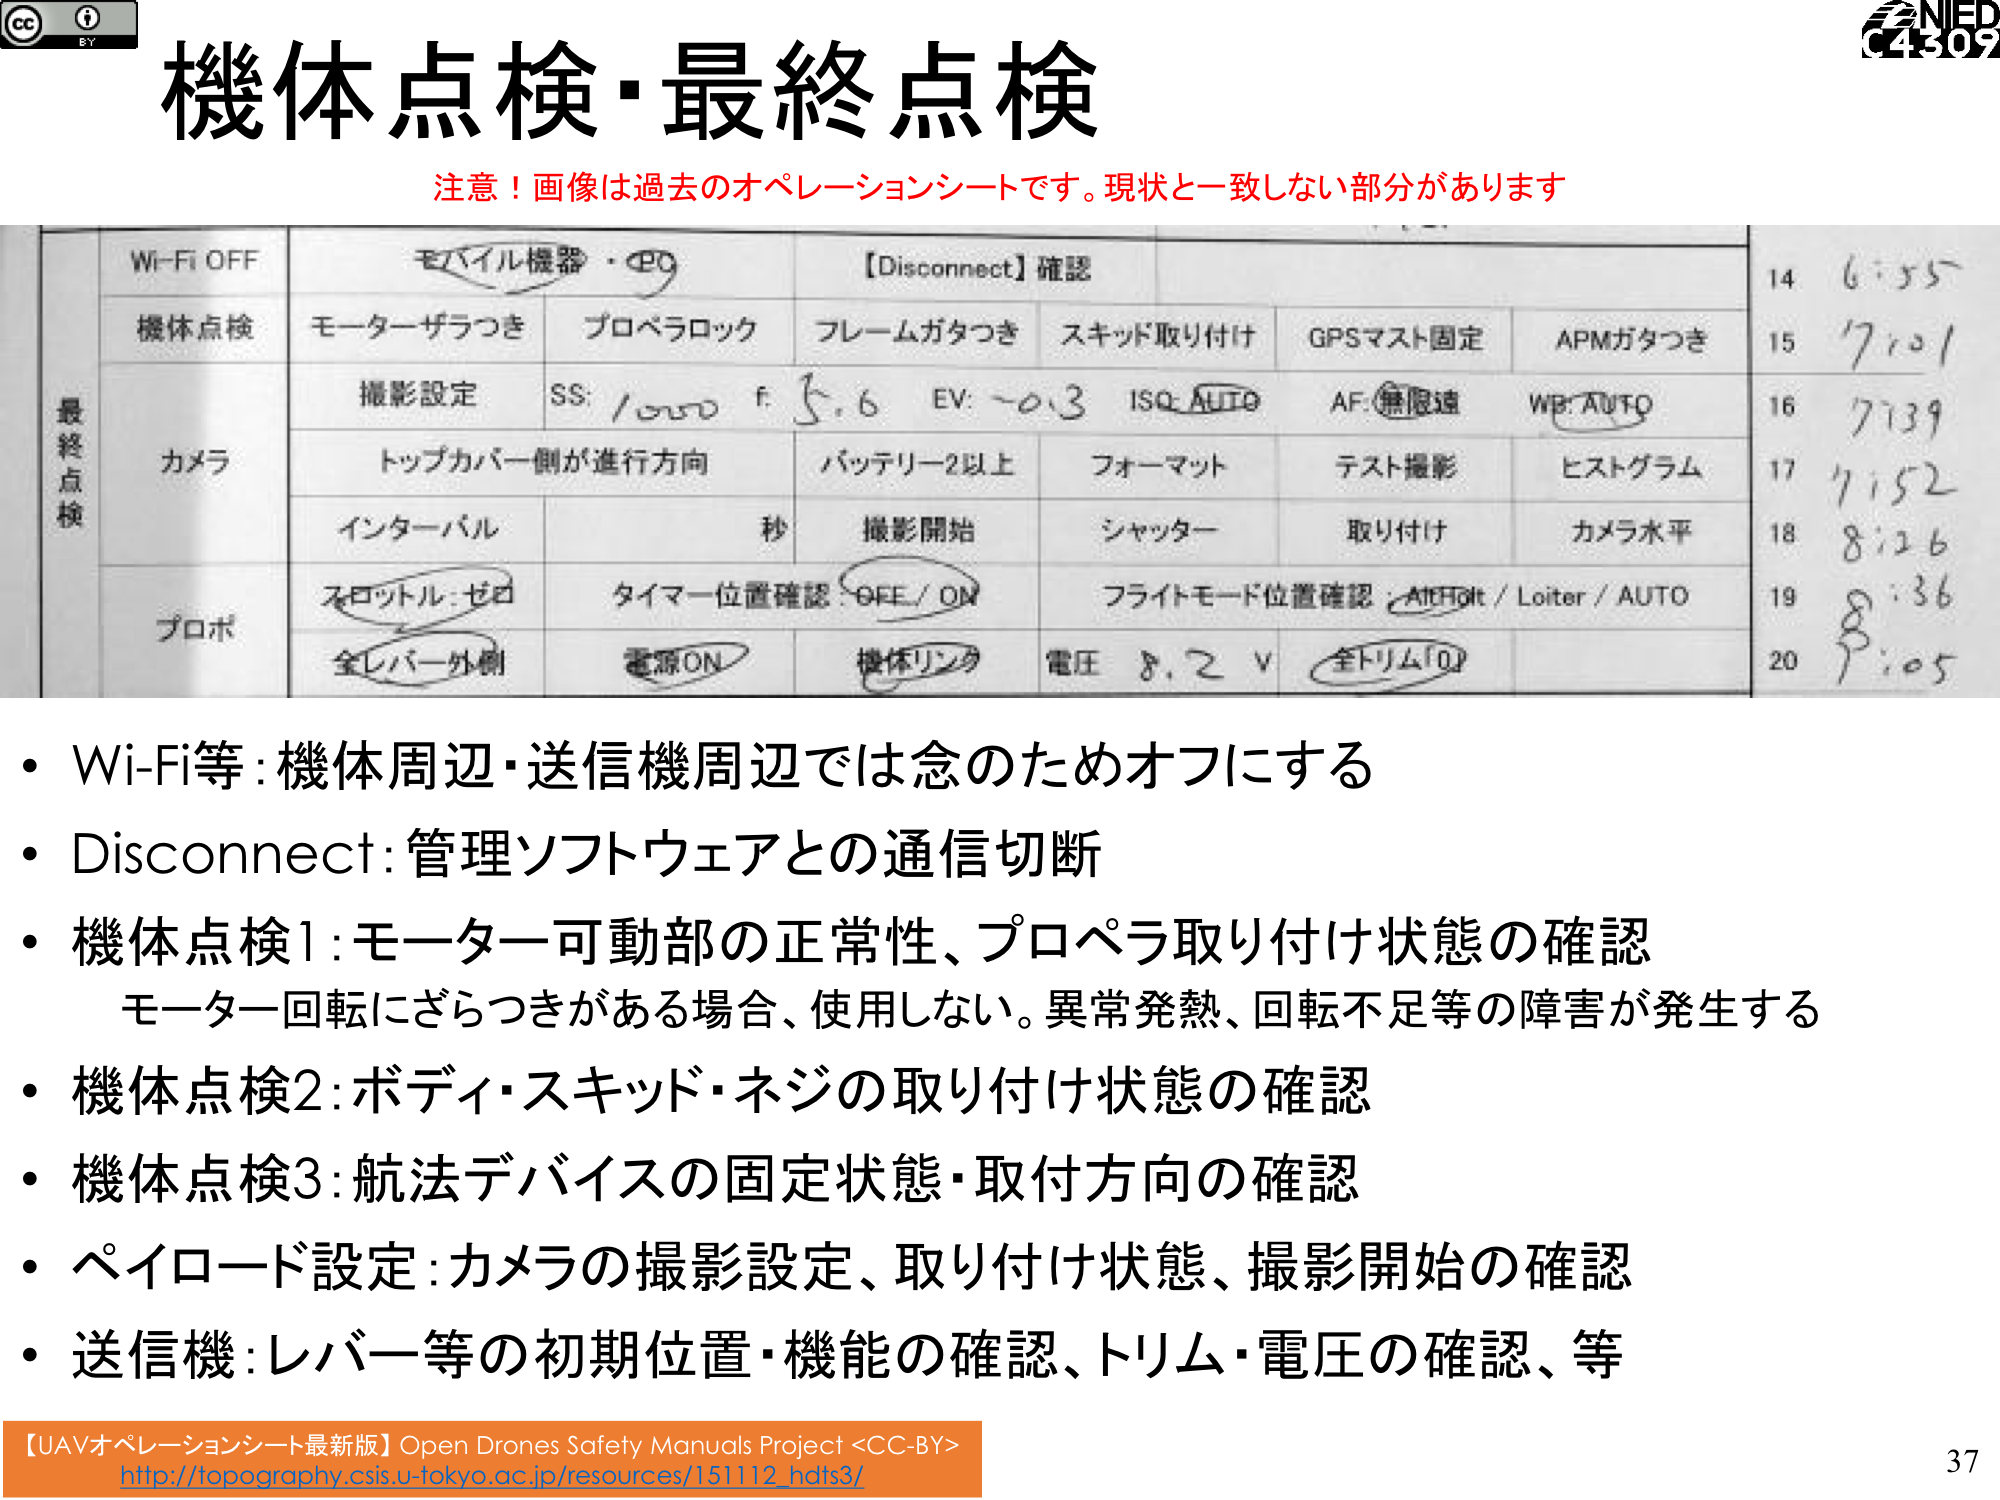 cc BY
NIED
C4309
機体点検・最終点検
注意！画像は過去のオペレーションシートです。現状と一致しない部分があります
最終点検
Wi-Fi OFF モバイル機器・PC 【Disconnect】確認 14 6:55
機体点検 モーターザラつき プロペラロック フレームガタつき スキッド取り付け GPSマスト固定 APMガタつき 15 7:01
カメラ 撮影設定 SS: 1000 f: 5.6 EV: -0.3 ISO: AUTO AF:無限遠 WB: AUTO 16 7:39
トップカバー側が進行方向 バッテリー2以上 フォーマット テスト撮影 ヒストグラム 17 7:52
インターバル 秒 撮影開始 シャッター 取り付け カメラ水平 18 8:26
プロポ スロットル:ゼロ タイマー位置確認:OFF / ON フライトモード位置確認:AltHolt / Loiter / AUTO 19 8:36
全レバー外側 電源ON 機体リンク 電圧 8.2 V 全トリム「0」 20 :05
• Wi-Fi等:機体周辺・送信機周辺では念のためオフにする
• Disconnect:管理ソフトウェアとの通信切断
• 機体点検1:モーター可動部の正常性、プロペラ取り付け状態の確認
モーター回転にざらつきがある場合、使用しない。異常発熱、回転不足等の障害が発生する
• 機体点検2:ボディ・スキッド・ネジの取り付け状態の確認
• 機体点検3:航法デバイスの固定状態・取付方向の確認
• ペイロード設定:カメラの撮影設定、取り付け状態、撮影開始の確認
• 送信機:レバー等の初期位置・機能の確認、トリム・電圧の確認、等
【UAVオペレーションシート最新版】Open Drones Safety Manuals Project <CC-BY>
http://topography.csis.u-tokyo.ac.jp/resources/151112_hdts3/
37